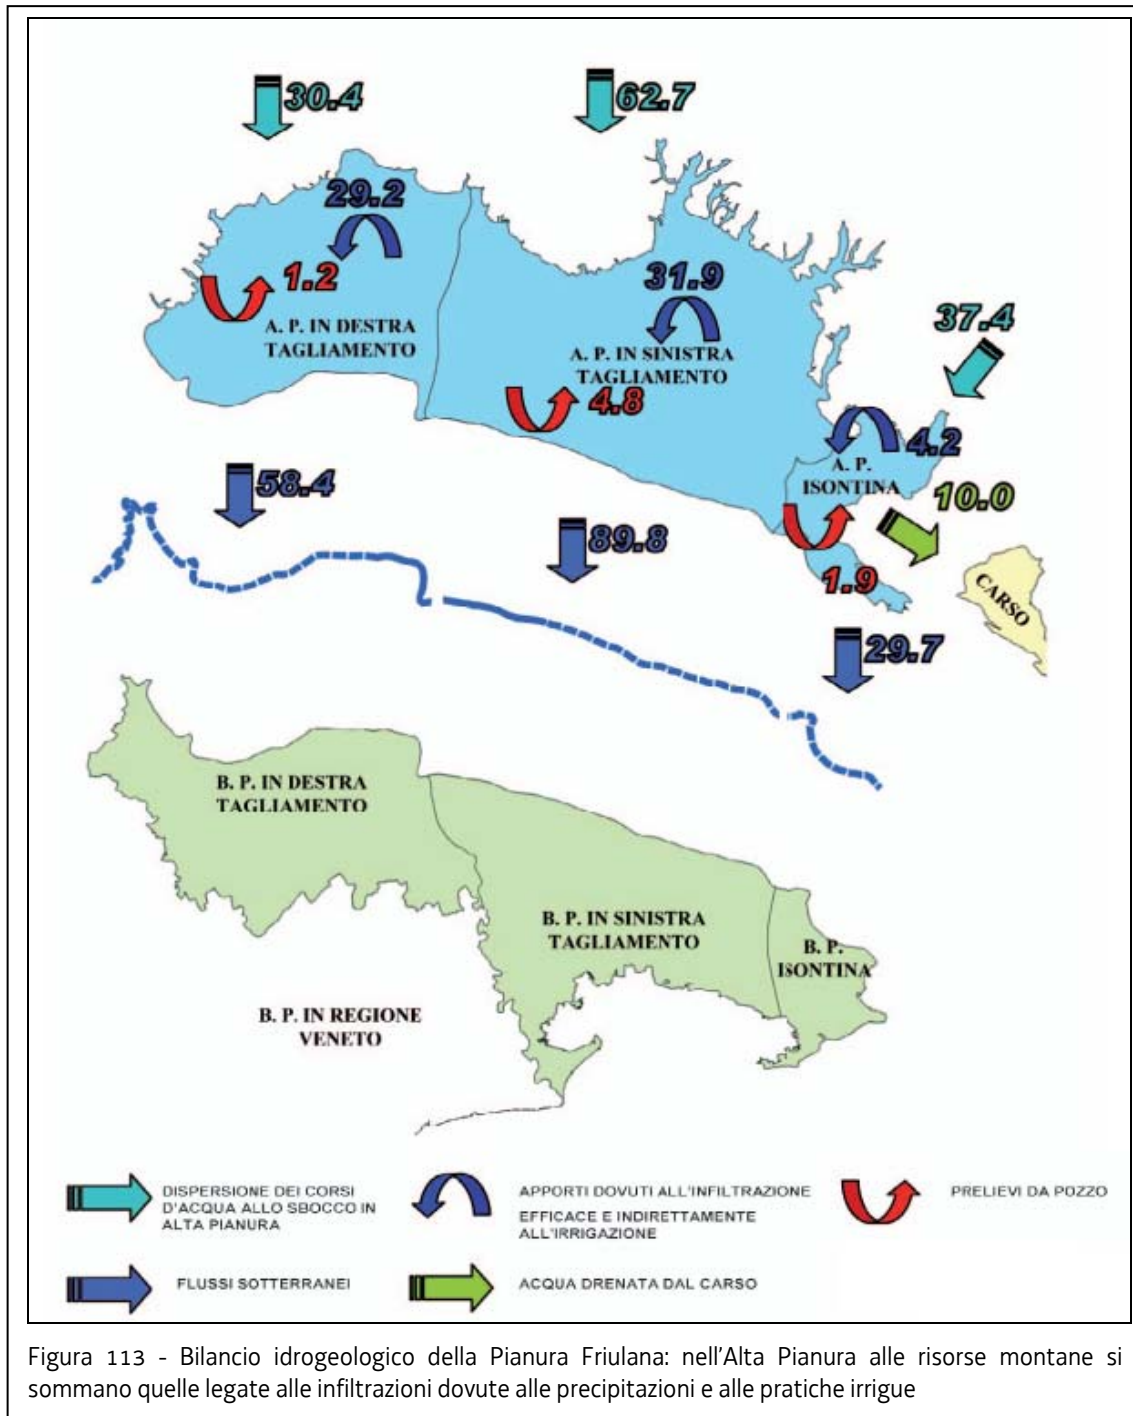 30.4
62.7
29.2
1.2
31.9
A. P. IN DESTRA
TAGLIAMENTO
A. P. IN SINISTRA
TAGLIAMENTO
4.8
37.4
4.2
A. P.
ISONTINA
10.0
1.9
CARSO
58.4
89.8
29.7
B. P. IN DESTRA
TAGLIAMENTO
B. P. IN SINISTRA
TAGLIAMENTO
B. P.
ISONTINA
B. P. IN REGIONE
VENETO
DISPERSIONE DEI CORSI
D'ACQUA ALLO SBOCCO IN
ALTA PIANURA
APPORTI DOVUTI ALL'INFILTRAZIONE
EFFICACE E INDIRETTAMENTE
ALL'IRRIGAZIONE
PRELIEVI DA POZZO
FLUSSI SOTTERRANEI
ACQUA DRENATA DAL CARSO
Figura 113 - Bilancio idrogeologico della Pianura Friulana: nell'Alta Pianura alle risorse montane si
sommano quelle legate alle infiltrazioni dovute alle precipitazioni e alle pratiche irrigue